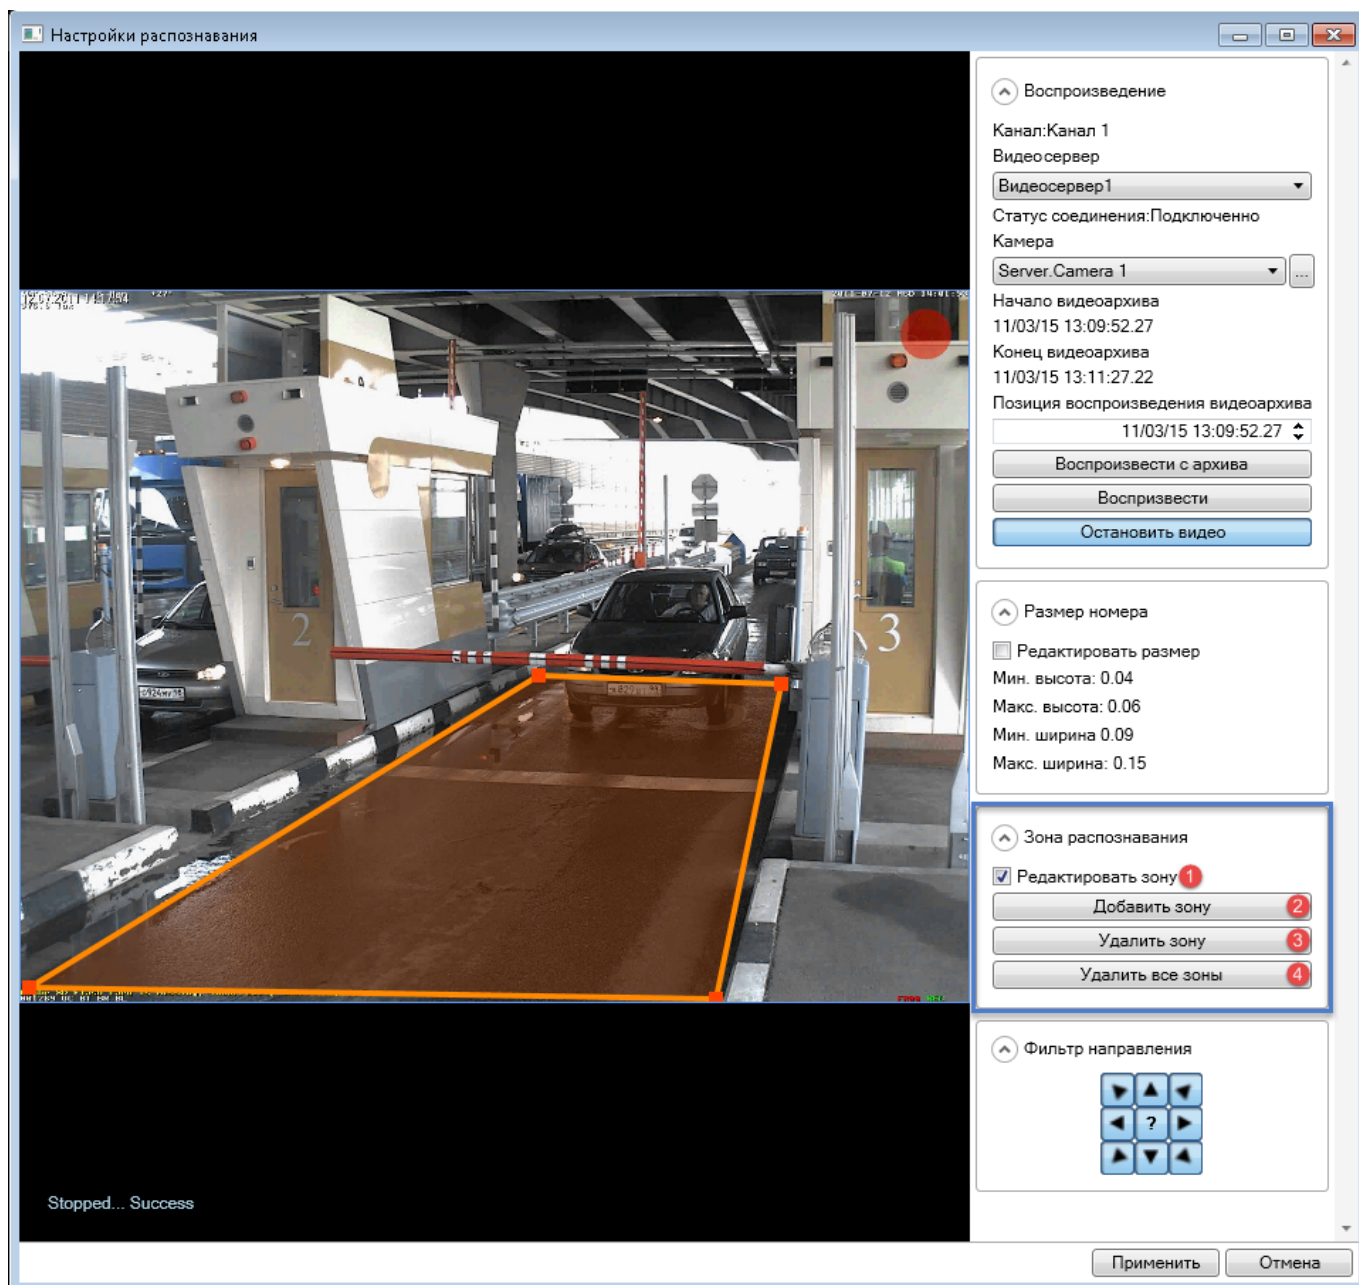 Настройки распознавания
Воспроизведение
Канал:Канал 1
Видеосервер
Видеосервер1
Статус соединения:Подключенно
Камера
Server.Camera 1
...
Начало видеоархива
11/03/15 13:09:52.27
Конец видеоархива
11/03/15 13:11:27.22
Позиция воспроизведения видеоархива
11/03/15 13:09:52.27
Воспроизвести с архива
Воспризвести
Остановить видео
2
3
Размер номера
Редактировать размер
Мин. высота: 0.04
Макс. высота: 0.06
Мин. ширина 0.09
Макс. ширина: 0.15
Зона распознавания
Редактировать зону 1
Добавить зону 2
Удалить зону 3
Удалить все зоны 4
Фильтр направления
?
Stopped... Success
Применить
Отмена